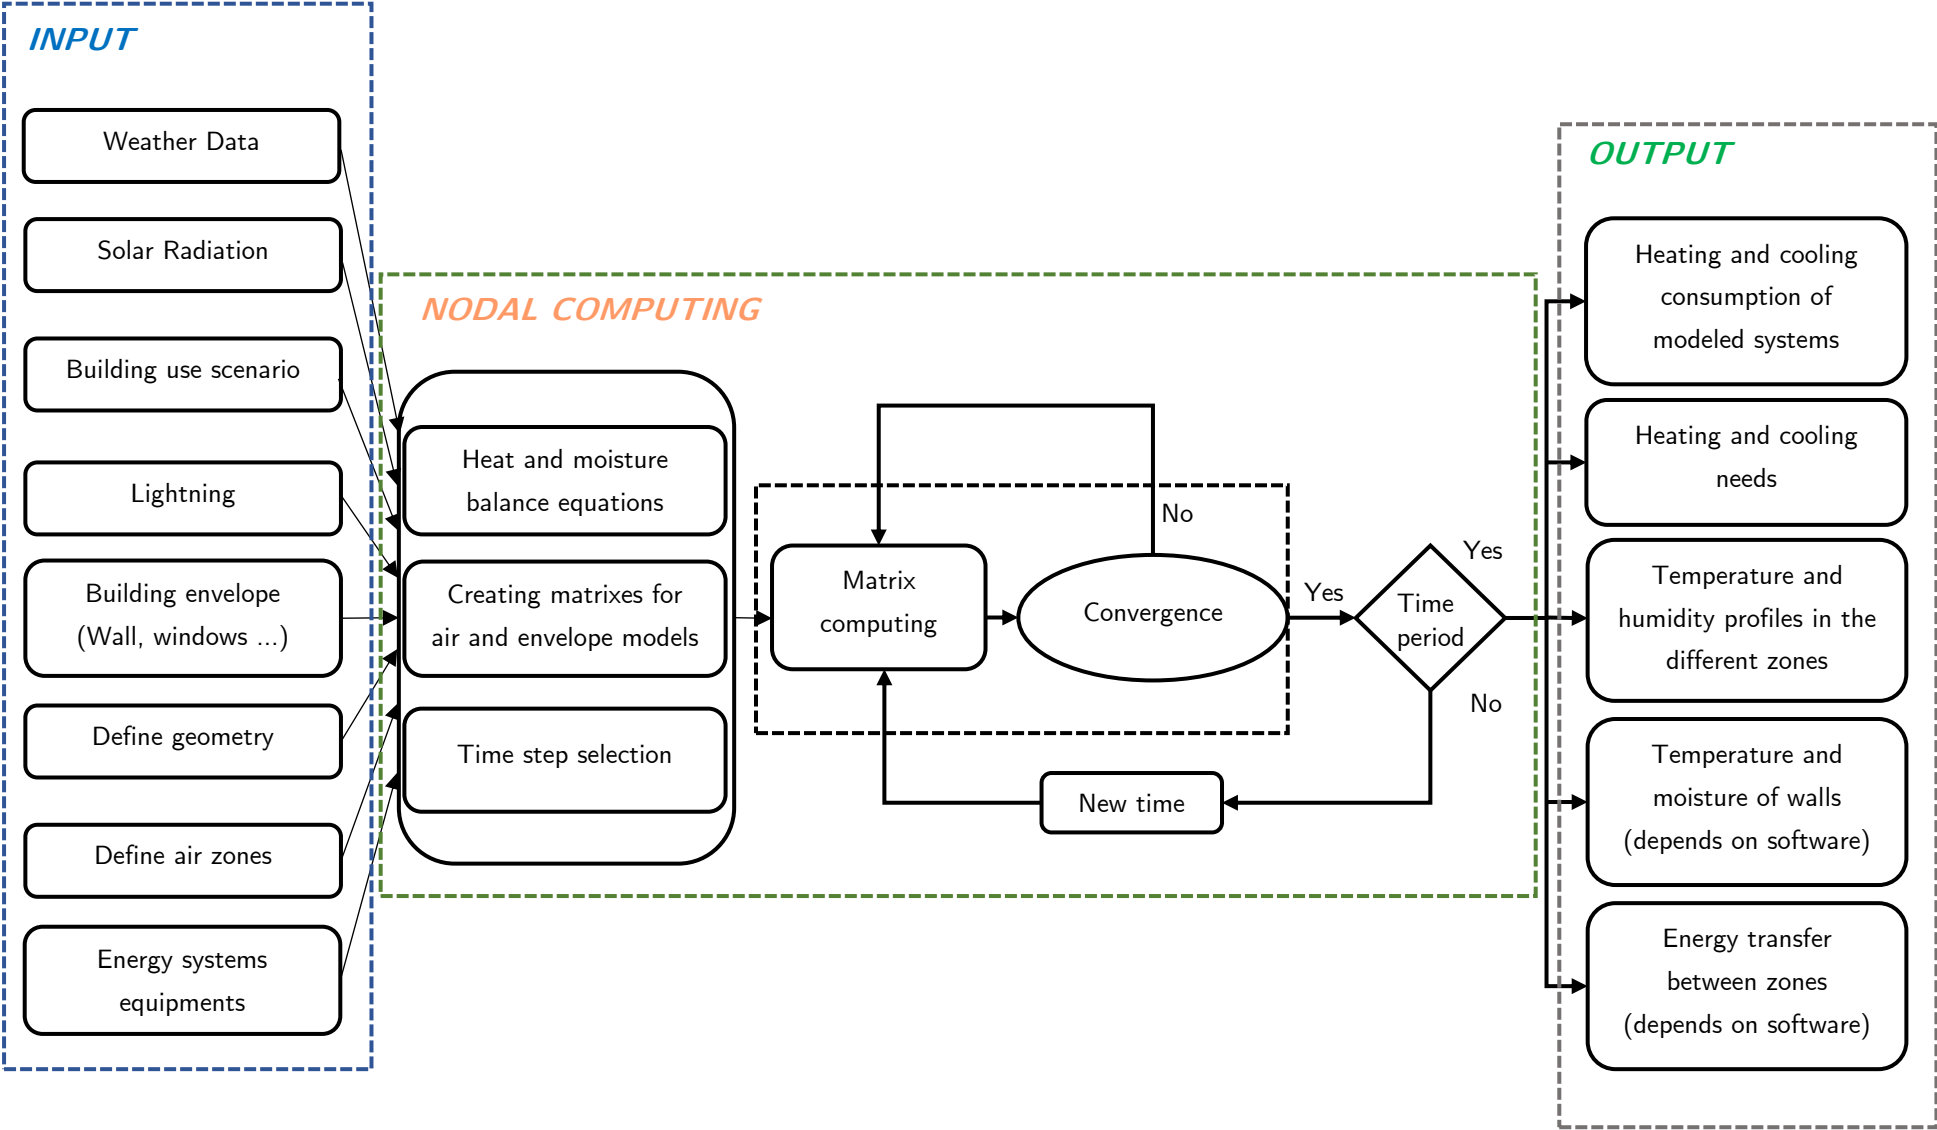 INPUT
Weather Data
Solar Radiation
Building use scenario
Lightning
Building envelope
(Wall, windows ...)
Define geometry
Define air zones
Energy systems
equipments
NODAL COMPUTING
Heat and moisture
balance equations
Creating matrixes for
air and envelope models
Time step selection
Matrix
computing
No
Convergence
Yes
Time
period
Yes
No
New time
OUTPUT
Heating and cooling
consumption of
modeled systems
Heating and cooling
needs
Temperature and
humidity profiles in the
different zones
Temperature and
moisture of walls
(depends on software)
Energy transfer
between zones
(depends on software)